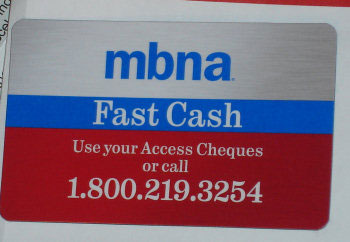 mbna
Fast Cash
Use your Access Cheques
or call
1.800.219.3254